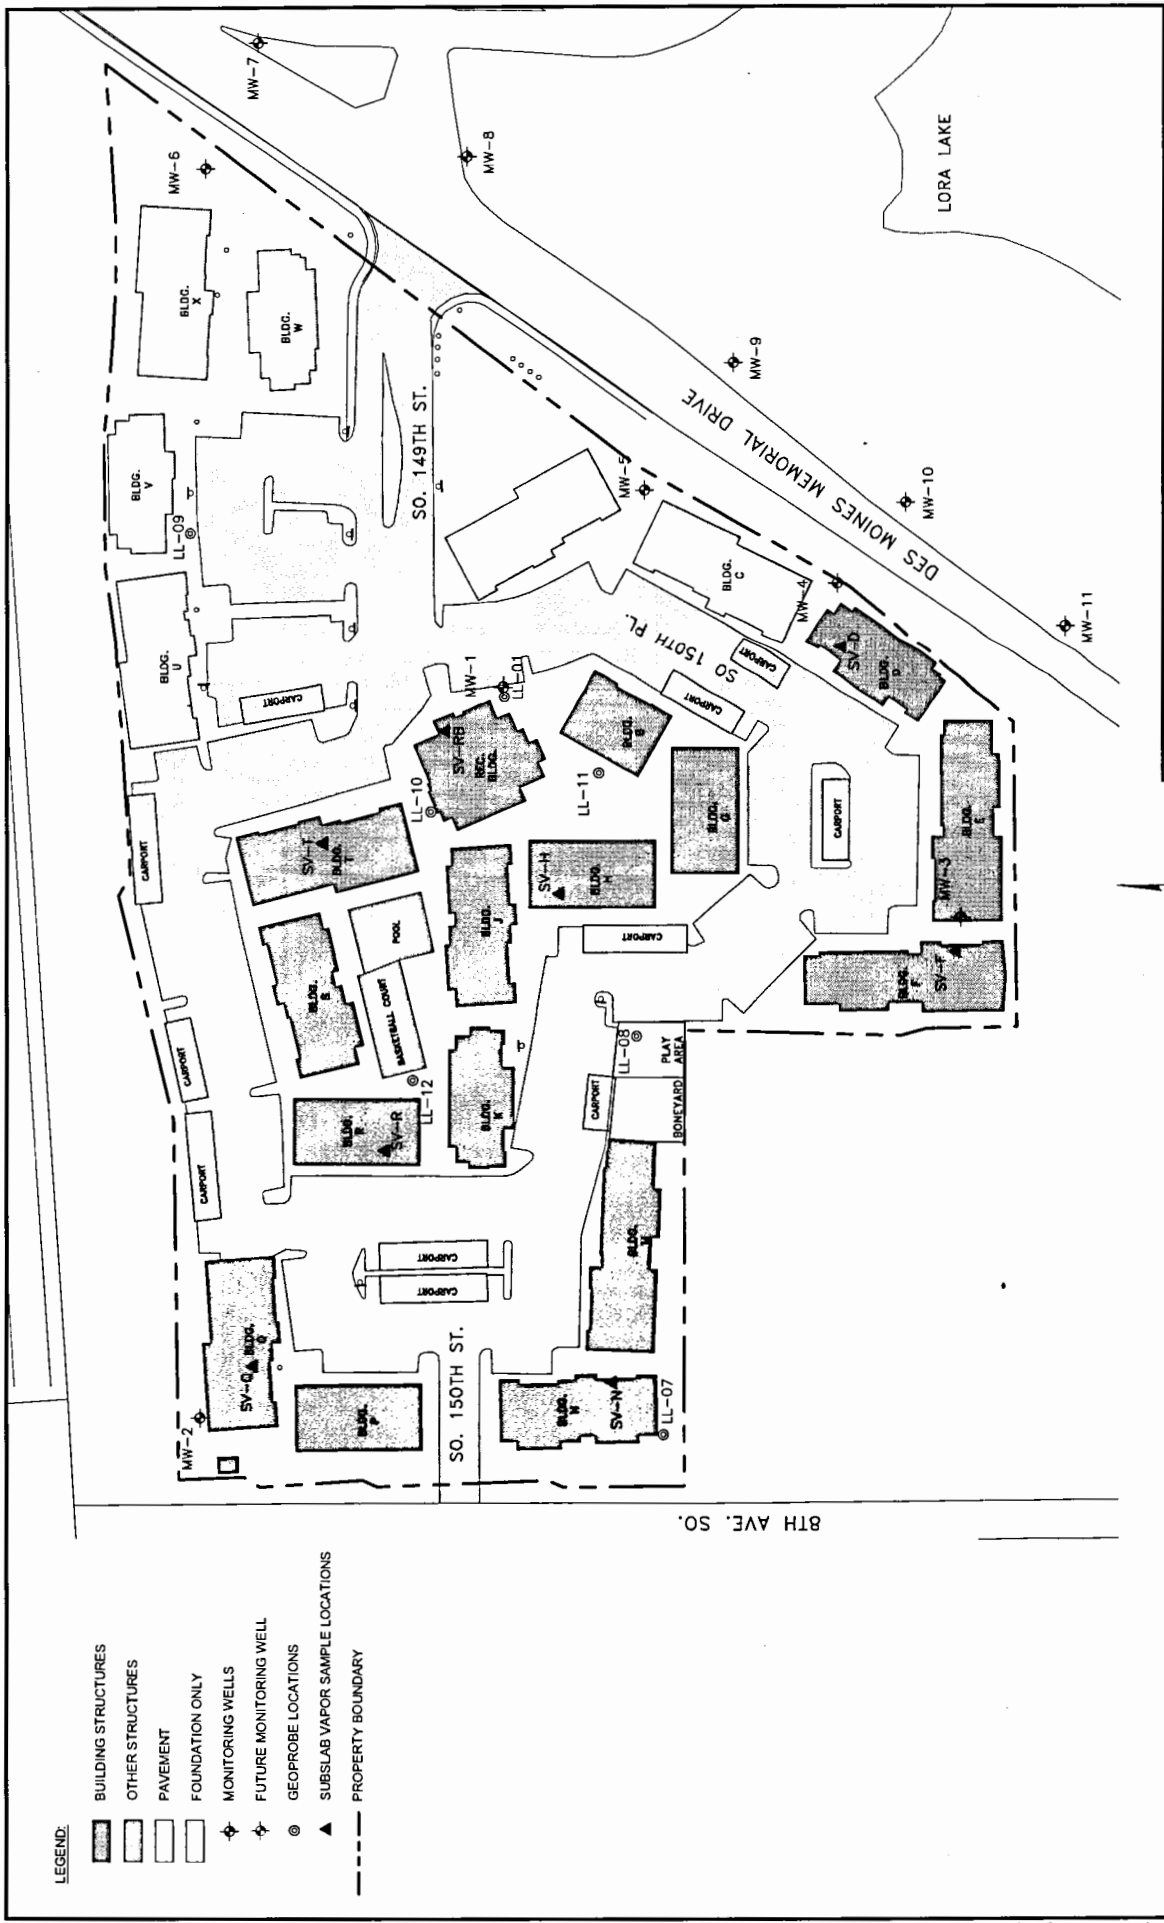 LEGEND:
BUILDING STRUCTURES
OTHER STRUCTURES
PAVEMENT
FOUNDATION ONLY
MONITORING WELLS
FUTURE MONITORING WELL
GEOPROBE LOCATIONS
SUBSLAB VAPOR SAMPLE LOCATIONS
PROPERTY BOUNDARY
8TH AVE. SO.
MW-2
SV-Q
BLDG.
Q
BLDG.
P
SO. 150TH ST.
BLDG.
N
SV-N
LL-07
CARPORT
CARPORT
CARPORT
CARPORT
BLDG.
R
SV-R
LL-12
BLDG.
K
BLDG.
M
CARPORT
BONEYARD
PLAY
AREA
LL-08
BLDG.
S
BASKETBALL COURT
POOL
BLDG.
J
CARPORT
BLDG.
F
SV-F
CARPORT
SV-T
BLDG.
T
LL-10
SV-H
BLDG.
H
BLDG.
G
CARPORT
MW-3
BLDG.
E
SV-RB
REC.
BLDG.
LL-11
BLDG.
B
MW-1
LL-01
CARPORT
CARPORT
SO 150TH PL.
SV-D
BLDG.
D
CARPORT
BLDG.
U
LL-09
BLDG.
V
SO. 149TH ST.
BLDG.
C
MW-4
MW-5
DES MOINES MEMORIAL DRIVE
MW-11
MW-10
MW-9
BLDG.
X
BLDG.
W
MW-6
MW-7
MW-8
LORA LAKE